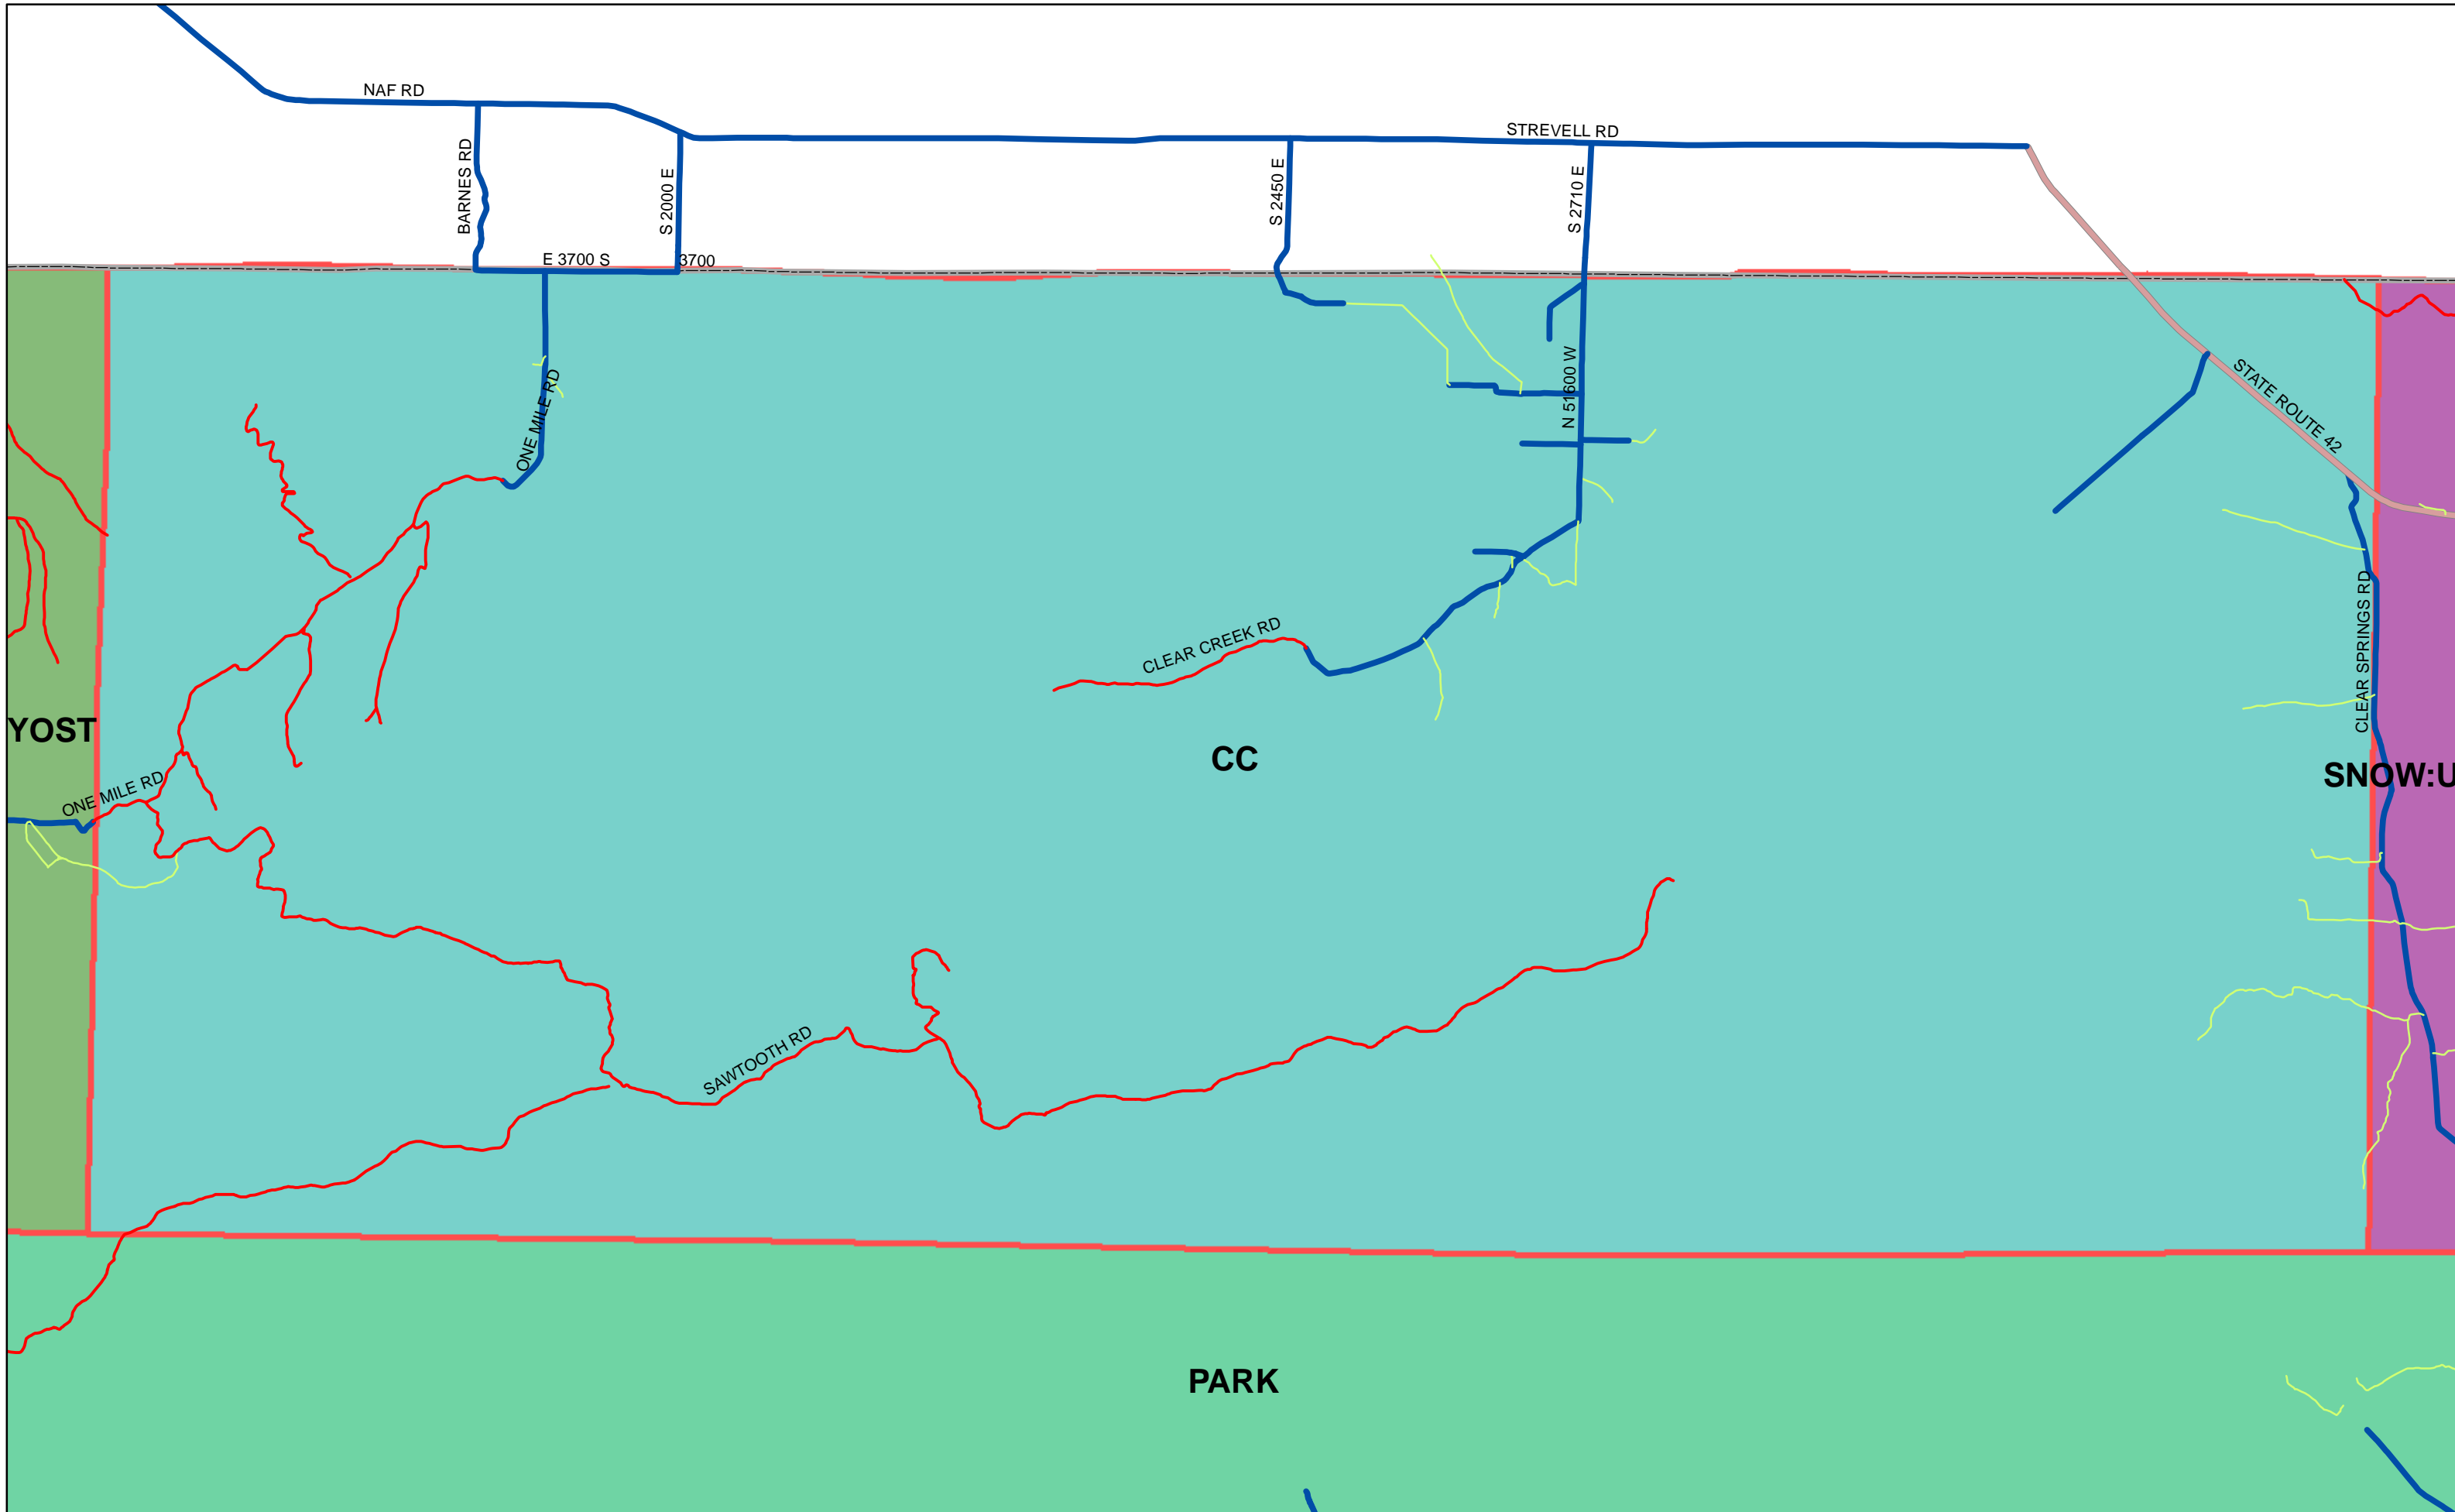 NAF RD
STREVELL RD
BARNES RD
S 2000 E
S 2450 E
S 2710 E
E 3700 S
3700
N 51600 W
ONE MILE RD
STATE ROUTE 42
CLEAR SPRINGS RD
CLEAR CREEK RD
YOST
CC
SNOW:U
ONE MILE RD
SAWTOOTH RD
PARK